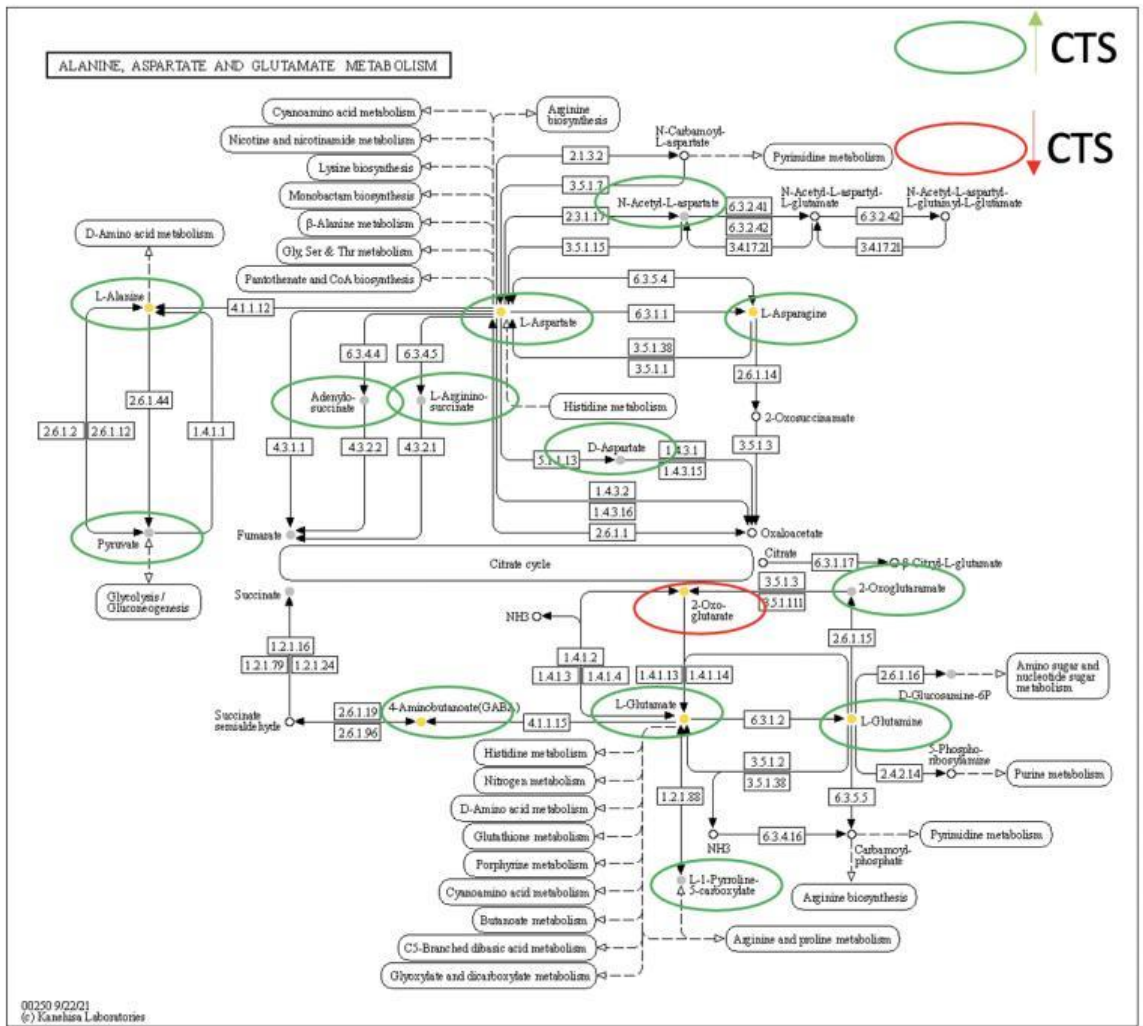 CTS
ALANINE, ASPARTATE AND GLUTAMATE METABOLISM
CTS
Cyanoamino acid metabolism
Arginine
biosynthesis
Nicotine and nicotinamide metabolism
N-Carbamoyl-
L-aspartate
2.1.3.2
Pyrimidine metabolism
Lysine biosynthesis
3.5.1.7
Monobactam biosynthesis
N-Acetyl-L-aspartate
6.3.2.41
N-Acetyl-L-aspartyl-
L-glutamate
N-Acetyl-L-aspartyl-
L-glutamyl-L-glutamate
2.3.1.17
6.3.2.42
6.3.2.42
β-Alanine metabolism
D-Amino acid metabolism
3.5.1.15
3.4.17.21
3.4.17.21
Gly, Ser & Thr metabolism
Pantothenate and CoA biosynthesis
6.3.5.4
L-Alanine
4.1.1.12
L-Aspartate
6.3.1.1
L-Asparagine
6.3.4.4
6.3.4.5
3.5.1.38
3.5.1.1
2.6.1.14
Adenylo-
succinate
L-Arginino-
succinate
2.6.1.44
Histidine metabolism
2-Oxosuccinamate
2.6.1.2
2.6.1.12
1.4.1.1
4.3.1.1
4.3.2.2
4.3.2.1
D-Aspartate
1.4.3.1
3.5.1.3
5.1.1.13
1.4.3.15
1.4.3.2
1.4.3.16
Pyruvate
Fumarate
2.6.1.1
Oxaloacetate
Citrate cycle
Citrate
6.3.1.17
β-Citryl-L-glutamate
Glycolysis /
Gluconeogenesis
Succinate
2-Oxo-
glutarate
3.5.1.3
3.5.1.111
2-Oxoglutaramate
NH3
1.2.1.16
1.2.1.79
1.2.1.24
1.4.1.2
1.4.1.3
1.4.1.4
1.4.1.13
1.4.1.14
2.6.1.15
2.6.1.16
Amino sugar and
nucleotide sugar
metabolism
D-Glucosamine-6P
Succinate
semialdehyde
2.6.1.19
2.6.1.96
4-Aminobutanoate(GABA)
4.1.1.15
L-Glutamate
6.3.1.2
L-Glutamine
Histidine metabolism
3.5.1.2
3.5.1.38
5-Phospho-
ribosylamine
2.4.2.14
Purine metabolism
Nitrogen metabolism
1.2.1.88
6.3.5.5
D-Amino acid metabolism
Glutathione metabolism
NH3
6.3.4.16
Carbamoyl-
phosphate
Pyrimidine metabolism
Porphyrine metabolism
Cyanoamino acid metabolism
L-1-Pyrroline-
5-carboxylate
Arginine biosynthesis
Butanoate metabolism
C5-Branched dibasic acid metabolism
Arginine and proline metabolism
Glyoxylate and dicarboxylate metabolism
00250 9/22/21
(c) Kanehisa Laboratories